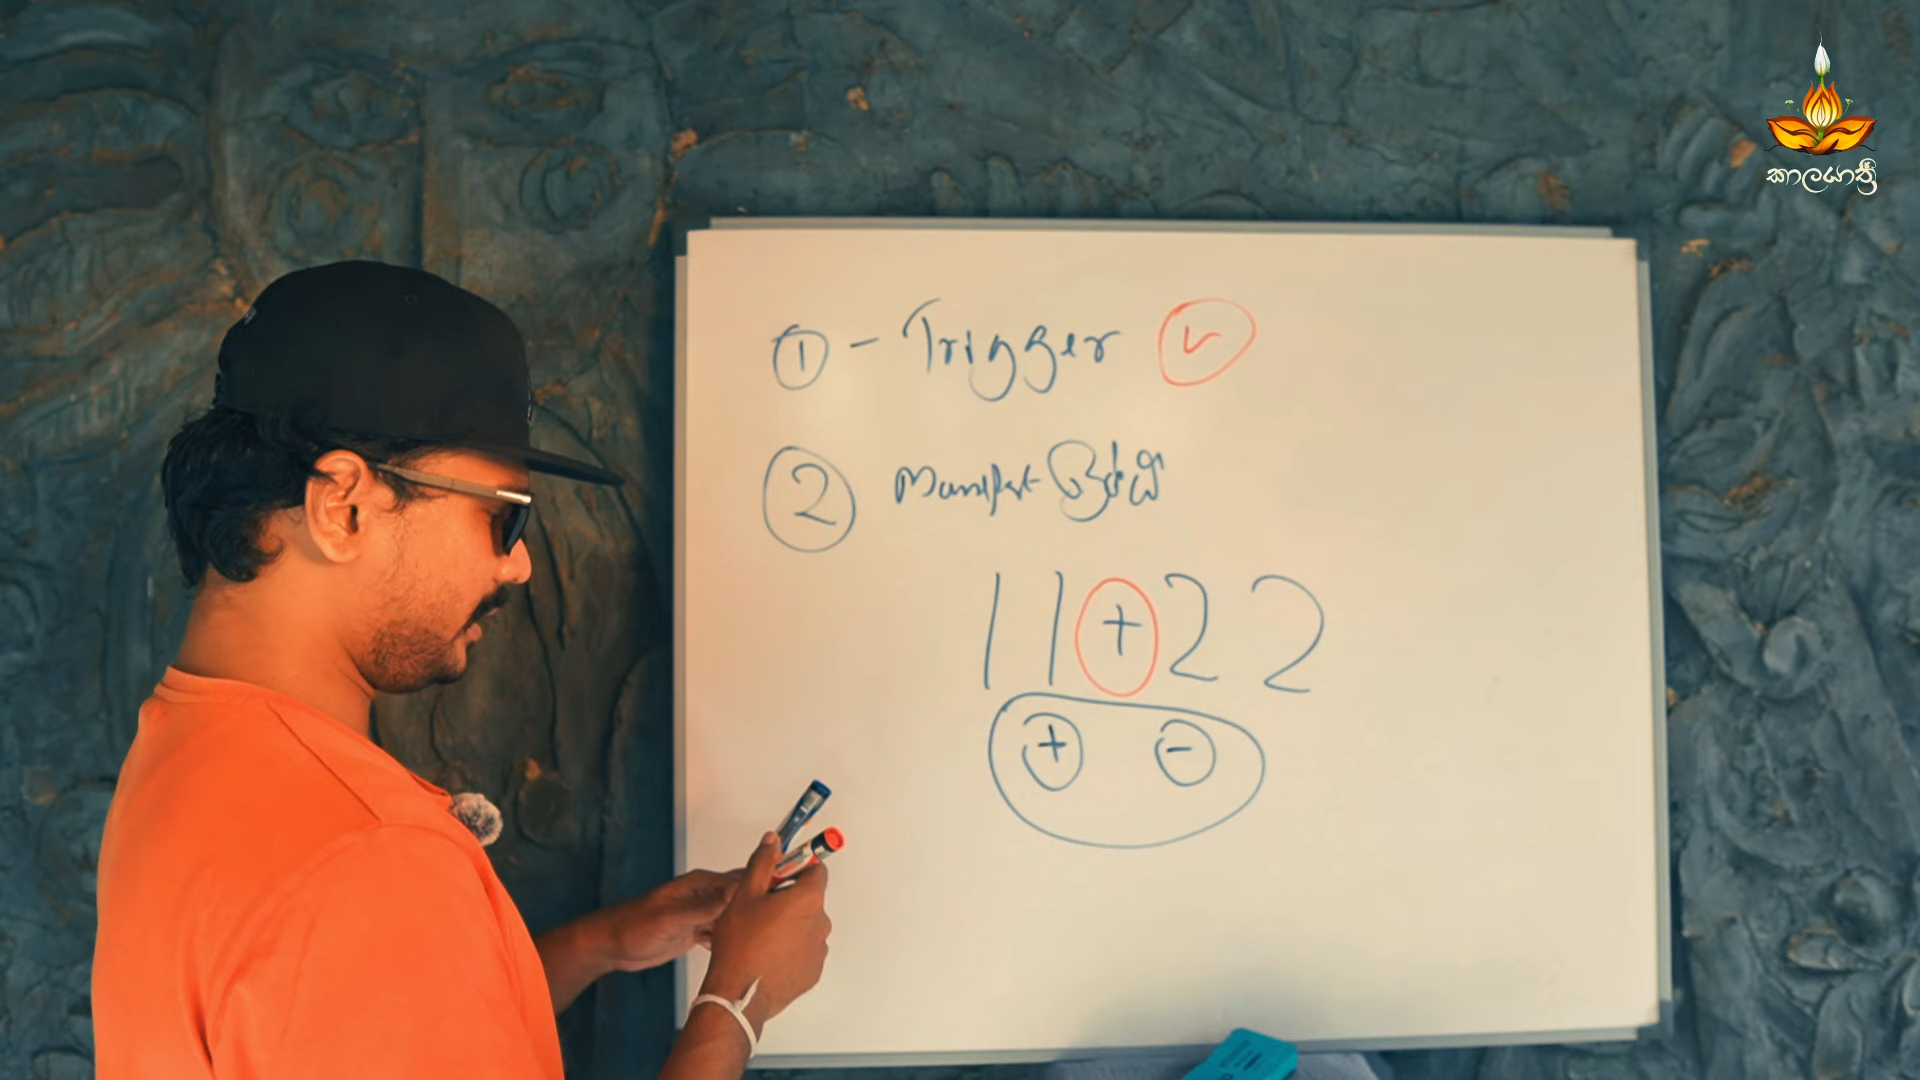 කාලයාත්‍රී
① - Trigger ✓
② Manifest
11 + 22
+ -